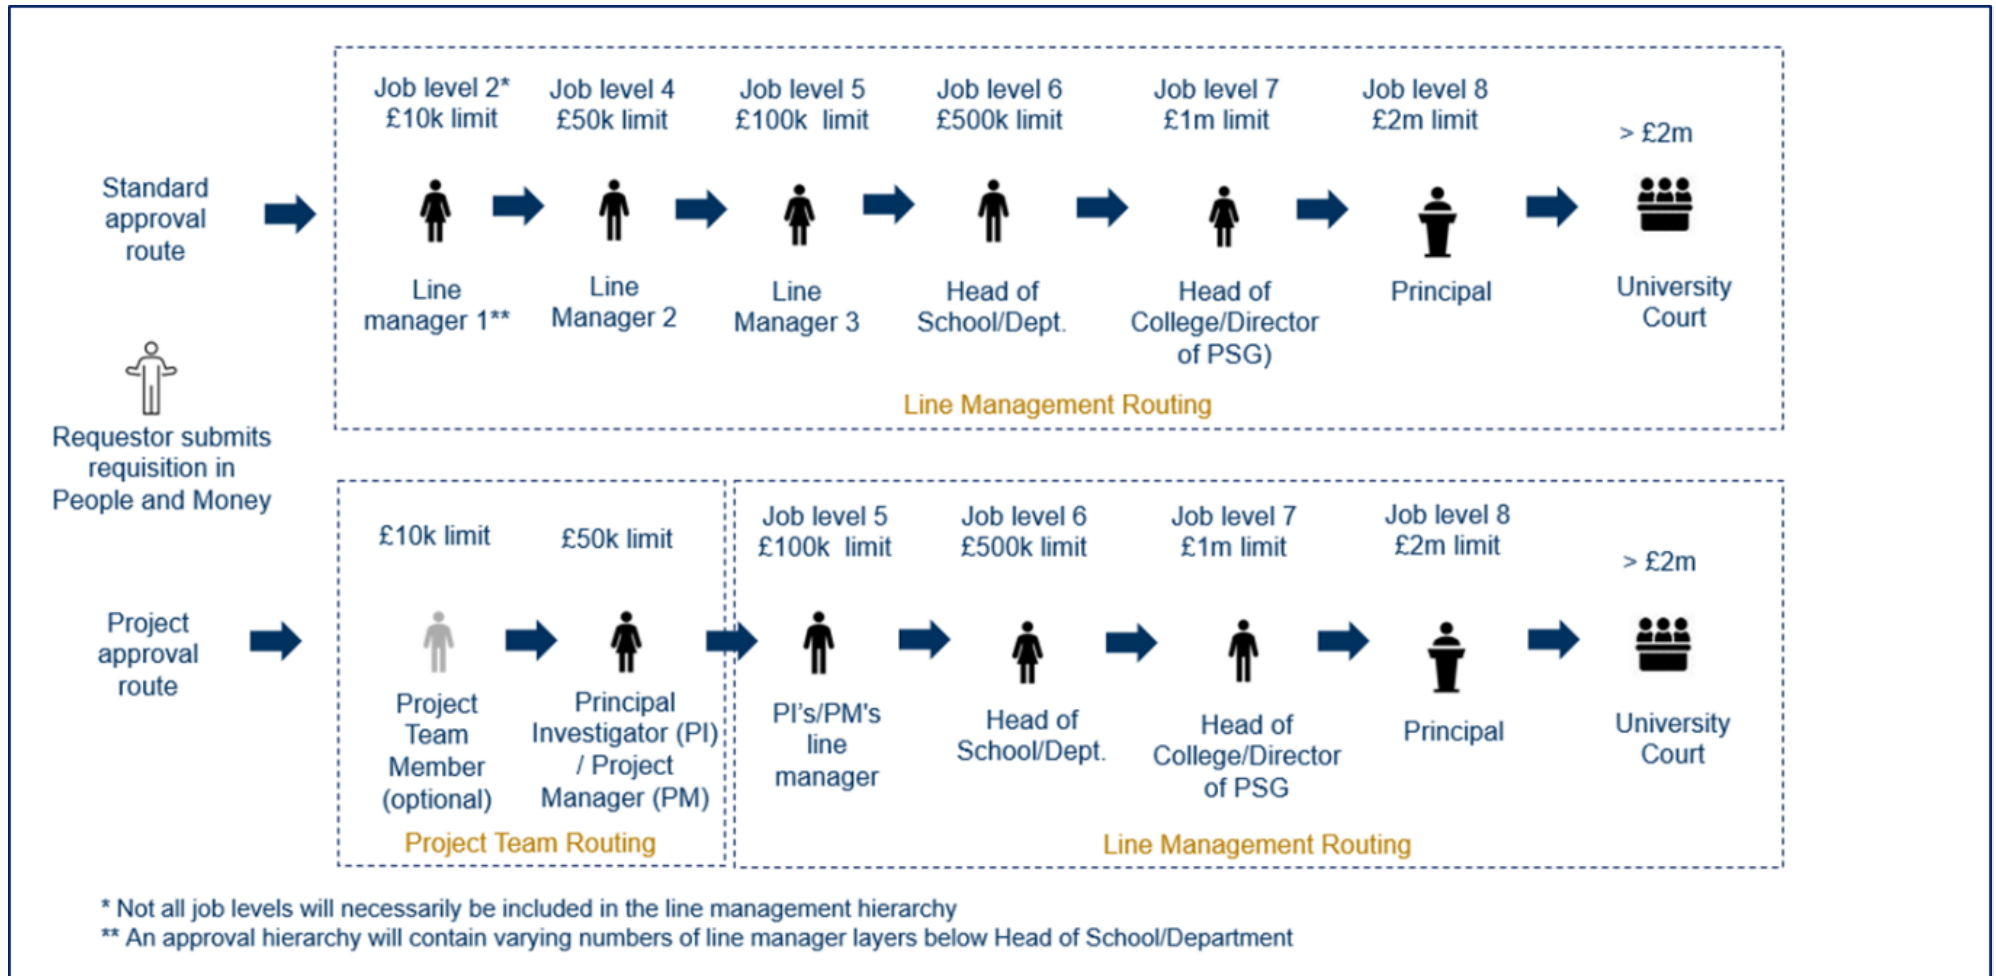 Job level 2*
£10k limit
Job level 4
£50k limit
Job level 5
£100k  limit
Job level 6
£500k limit
Job level 7
£1m limit
Job level 8
£2m limit
> £2m
Standard
approval
route
Line
manager 1**
Line
Manager 2
Line
Manager 3
Head of
School/Dept.
Head of
College/Director
of PSG)
Principal
University
Court
Line Management Routing
Requestor submits
requisition in
People and Money
£10k limit
£50k limit
Job level 5
£100k  limit
Job level 6
£500k limit
Job level 7
£1m limit
Job level 8
£2m limit
> £2m
Project
approval
route
Project
Team
Member
(optional)
Principal
Investigator (PI)
/ Project
Manager (PM)
PI's/PM's
line
manager
Head of
School/Dept.
Head of
College/Director
of PSG
Principal
University
Court
Project Team Routing
Line Management Routing
* Not all job levels will necessarily be included in the line management hierarchy
** An approval hierarchy will contain varying numbers of line manager layers below Head of School/Department